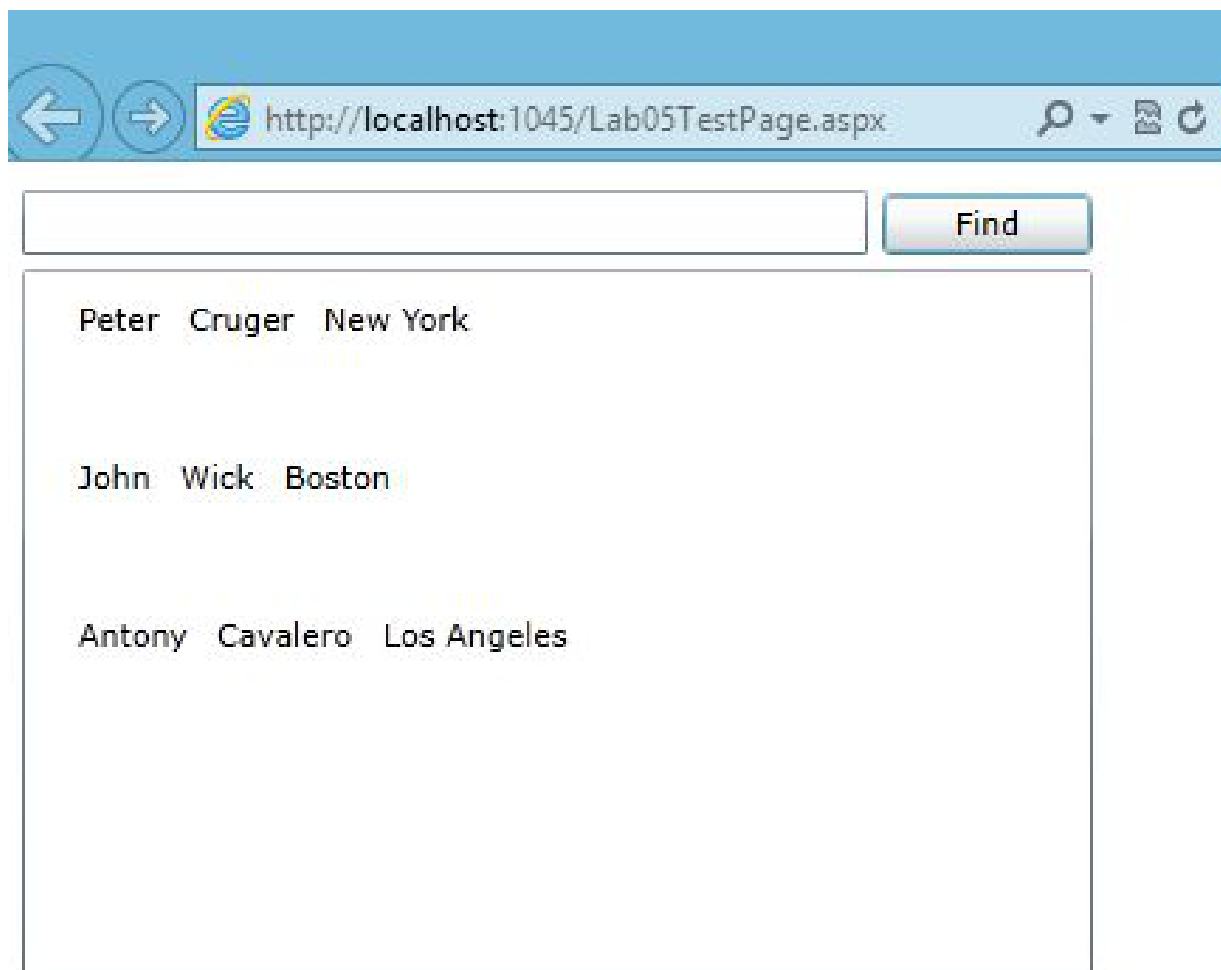 http://localhost:1045/Lab05TestPage.aspx
Find
Peter Cruger New York
John Wick Boston
Antony Cavalero Los Angeles